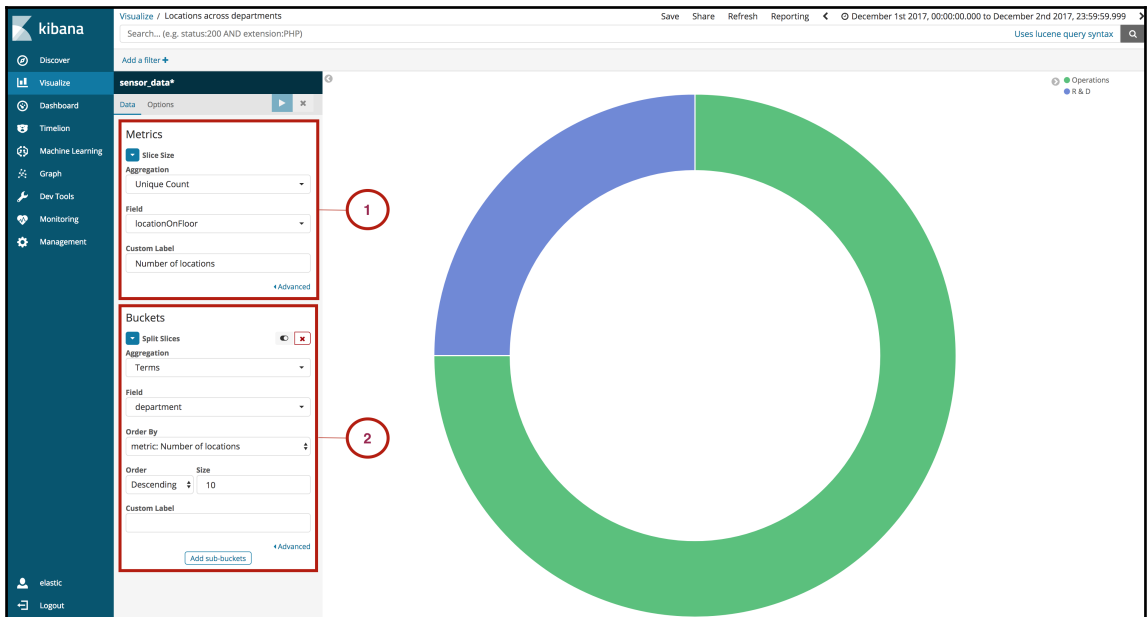 kibana
Discover
Visualize
Dashboard
Timelion
Machine Learning
Graph
Dev Tools
Monitoring
Management
elastic
Logout
Visualize / Locations across departments
Save Share Refresh Reporting December 1st 2017, 00:00:00.000 to December 2nd 2017, 23:59:59.999
Search... (e.g. status:200 AND extension:PHP)
Uses lucene query syntax
Add a filter +
sensor_data*
Data Options
Metrics
Slice Size
Aggregation
Unique Count
Field
locationOnFloor
Custom Label
Number of locations
Advanced
1
Buckets
Split Slices
Aggregation
Terms
Field
department
Order By
metric: Number of locations
Order Size
Descending 10
Custom Label
Advanced
Add sub-buckets
2
Operations
R & D